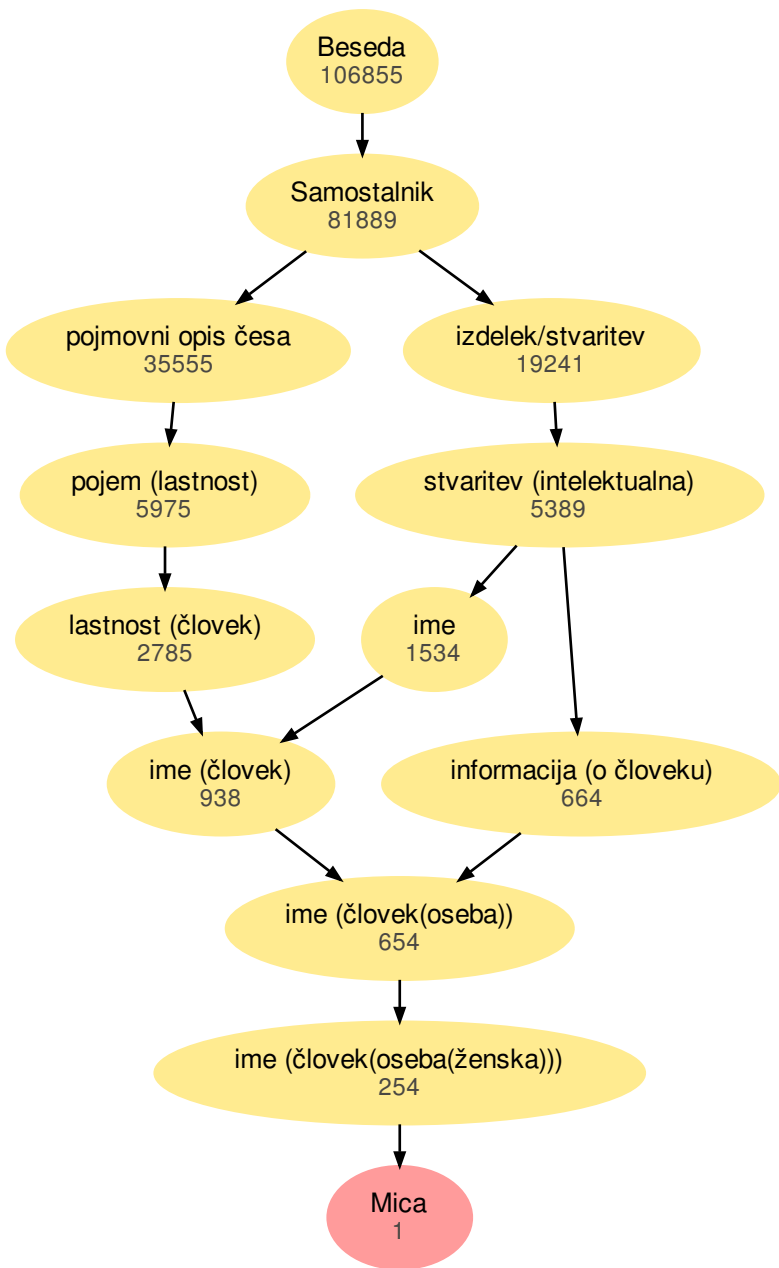 Beseda
106855
Samostalnik
81889
pojmovni opis česa
35555
izdelek/stvaritev
19241
pojem (lastnost)
5975
stvaritev (intelektualna)
5389
lastnost (človek)
2785
ime
1534
ime (človek)
938
informacija (o človeku)
664
ime (človek(oseba))
654
ime (človek(oseba(ženska)))
254
Mica
1